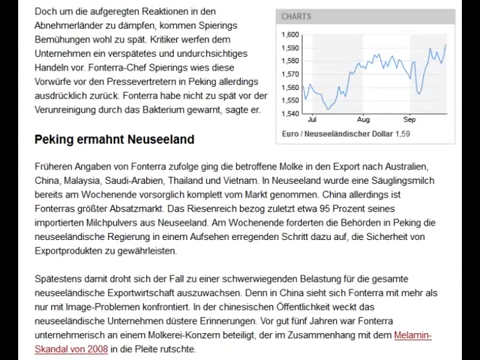 Doch um die aufgeregten Reaktionen in den
Abnehmerländer zu dämpfen, kommen Spierings
Bemühungen wohl zu spät. Kritiker werfen dem
Unternehmen ein verspätetes und undurchsichtiges
Handeln vor. Fonterra-Chef Spierings wies diese
Vorwürfe vor den Pressevertretern in Peking allerdings
ausdrücklich zurück. Fonterra habe nicht zu spät vor der
Verunreinigung durch das Bakterium gewarnt, sagte er.
CHARTS
1,600
1,590
1,580
1,570
1,560
1,550
1,540
Jul Aug Sep
Euro / Neuseeländischer Dollar 1,59
Peking ermahnt Neuseeland
Früheren Angaben von Fonterra zufolge ging die betroffene Molke in den Export nach Australien,
China, Malaysia, Saudi-Arabien, Thailand und Vietnam. In Neuseeland wurde eine Säuglingsmilch
bereits am Wochenende vorsorglich komplett vom Markt genommen. China allerdings ist
Fonterras größter Absatzmarkt. Das Riesenreich bezog zuletzt etwa 95 Prozent seines
importierten Milchpulvers aus Neuseeland. Am Wochenende forderten die Behörden in Peking die
neuseeländische Regierung in einem Aufsehen erregenden Schritt dazu auf, die Sicherheit von
Exportprodukten zu gewährleisten.
Spätestens damit droht sich der Fall zu einer schwerwiegenden Belastung für die gesamte
neuseeländische Exportwirtschaft auszuwachsen. Denn in China sieht sich Fonterra mit mehr als
nur mit Image-Problemen konfrontiert. In der chinesischen Öffentlichkeit weckt das
neuseeländische Unternehmen düstere Erinnerungen. Vor gut fünf Jahren war Fonterra
unternehmerisch an einem Molkerei-Konzern beteiligt, der im Zusammenhang mit dem Melamin-
Skandal von 2008 in die Pleite rutschte.